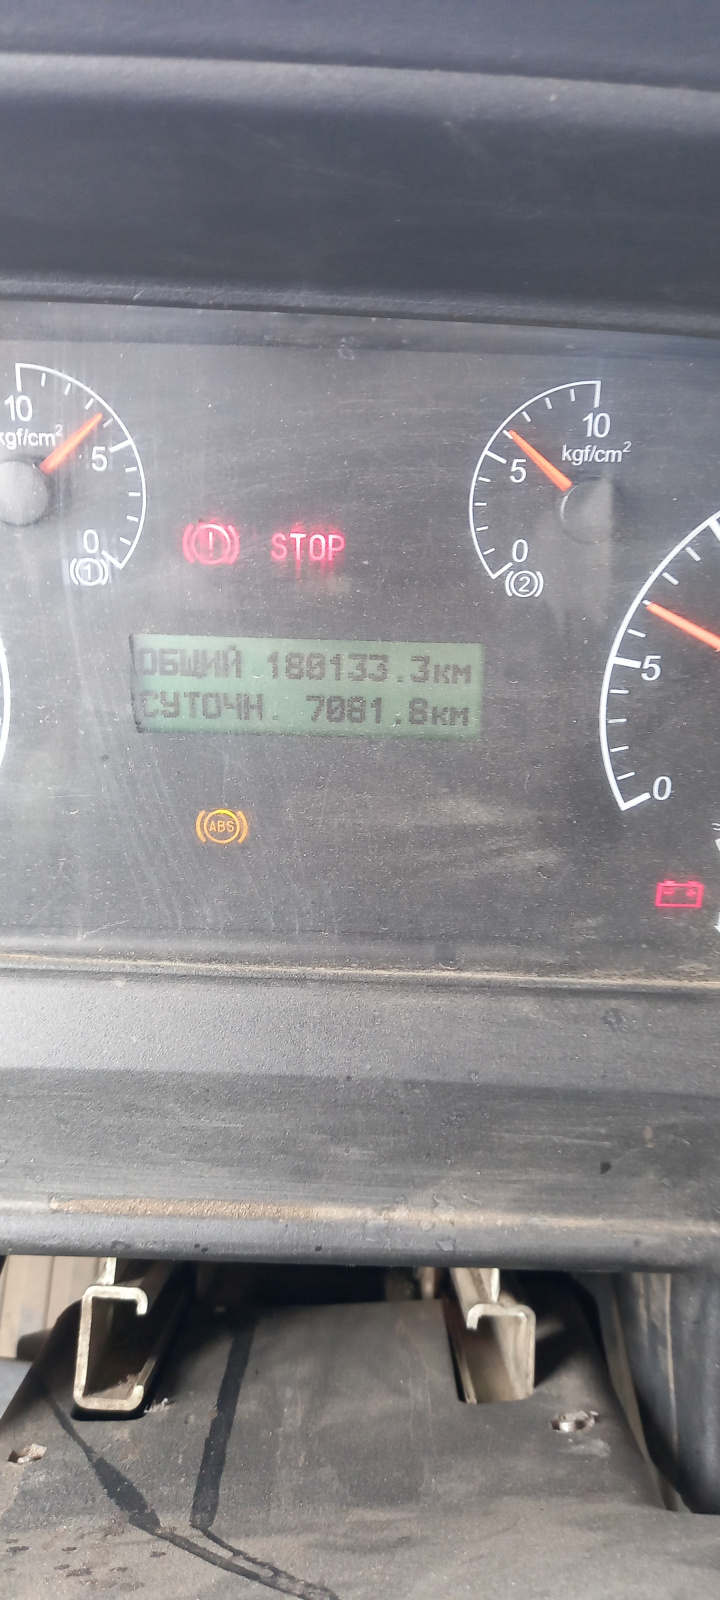 10
kgf/cm²
5
0
(1)
! STOP
10
kgf/cm²
5
0
(2)
ОБЩИЙ 180133.3км
СУТОЧН. 7081.8км
5
0
ABS